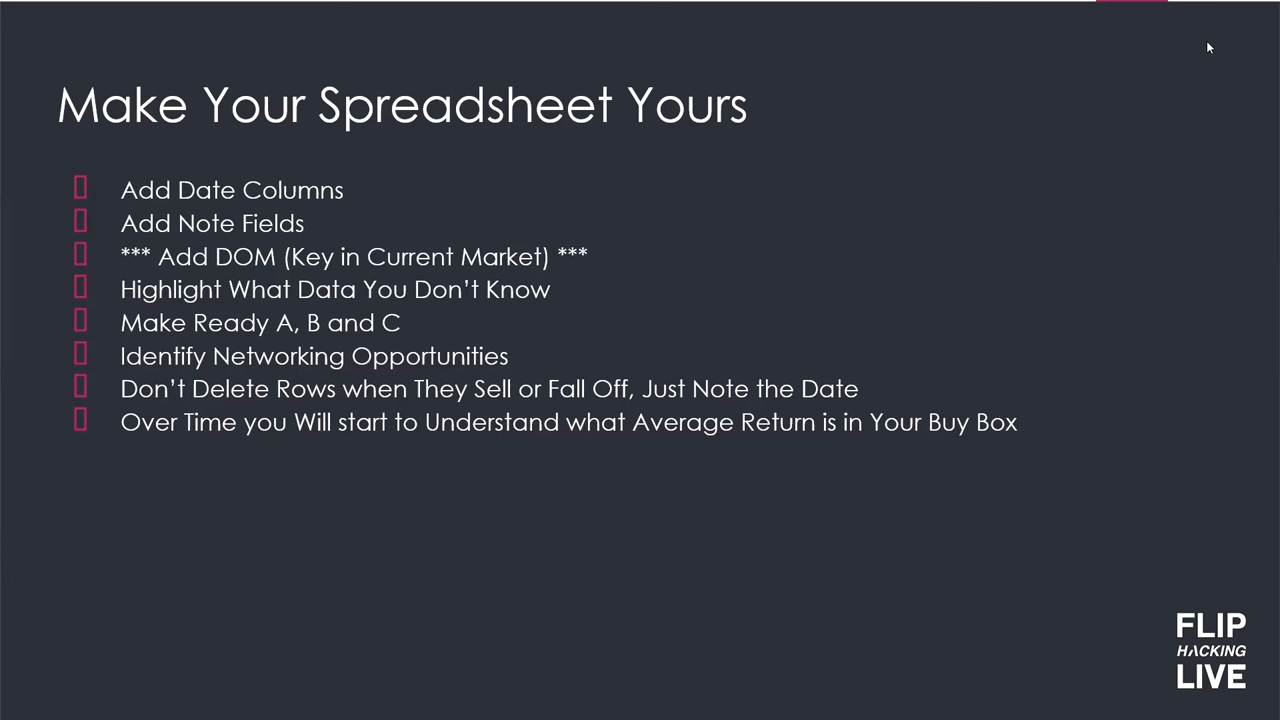 Make Your Spreadsheet Yours
Add Date Columns
Add Note Fields
*** Add DOM (Key in Current Market) ***
Highlight What Data You Don’t Know
Make Ready A, B and C
Identify Networking Opportunities
Don’t Delete Rows when They Sell or Fall Off, Just Note the Date
Over Time you Will start to Understand what Average Return is in Your Buy Box
FLIP
HACKING
LIVE